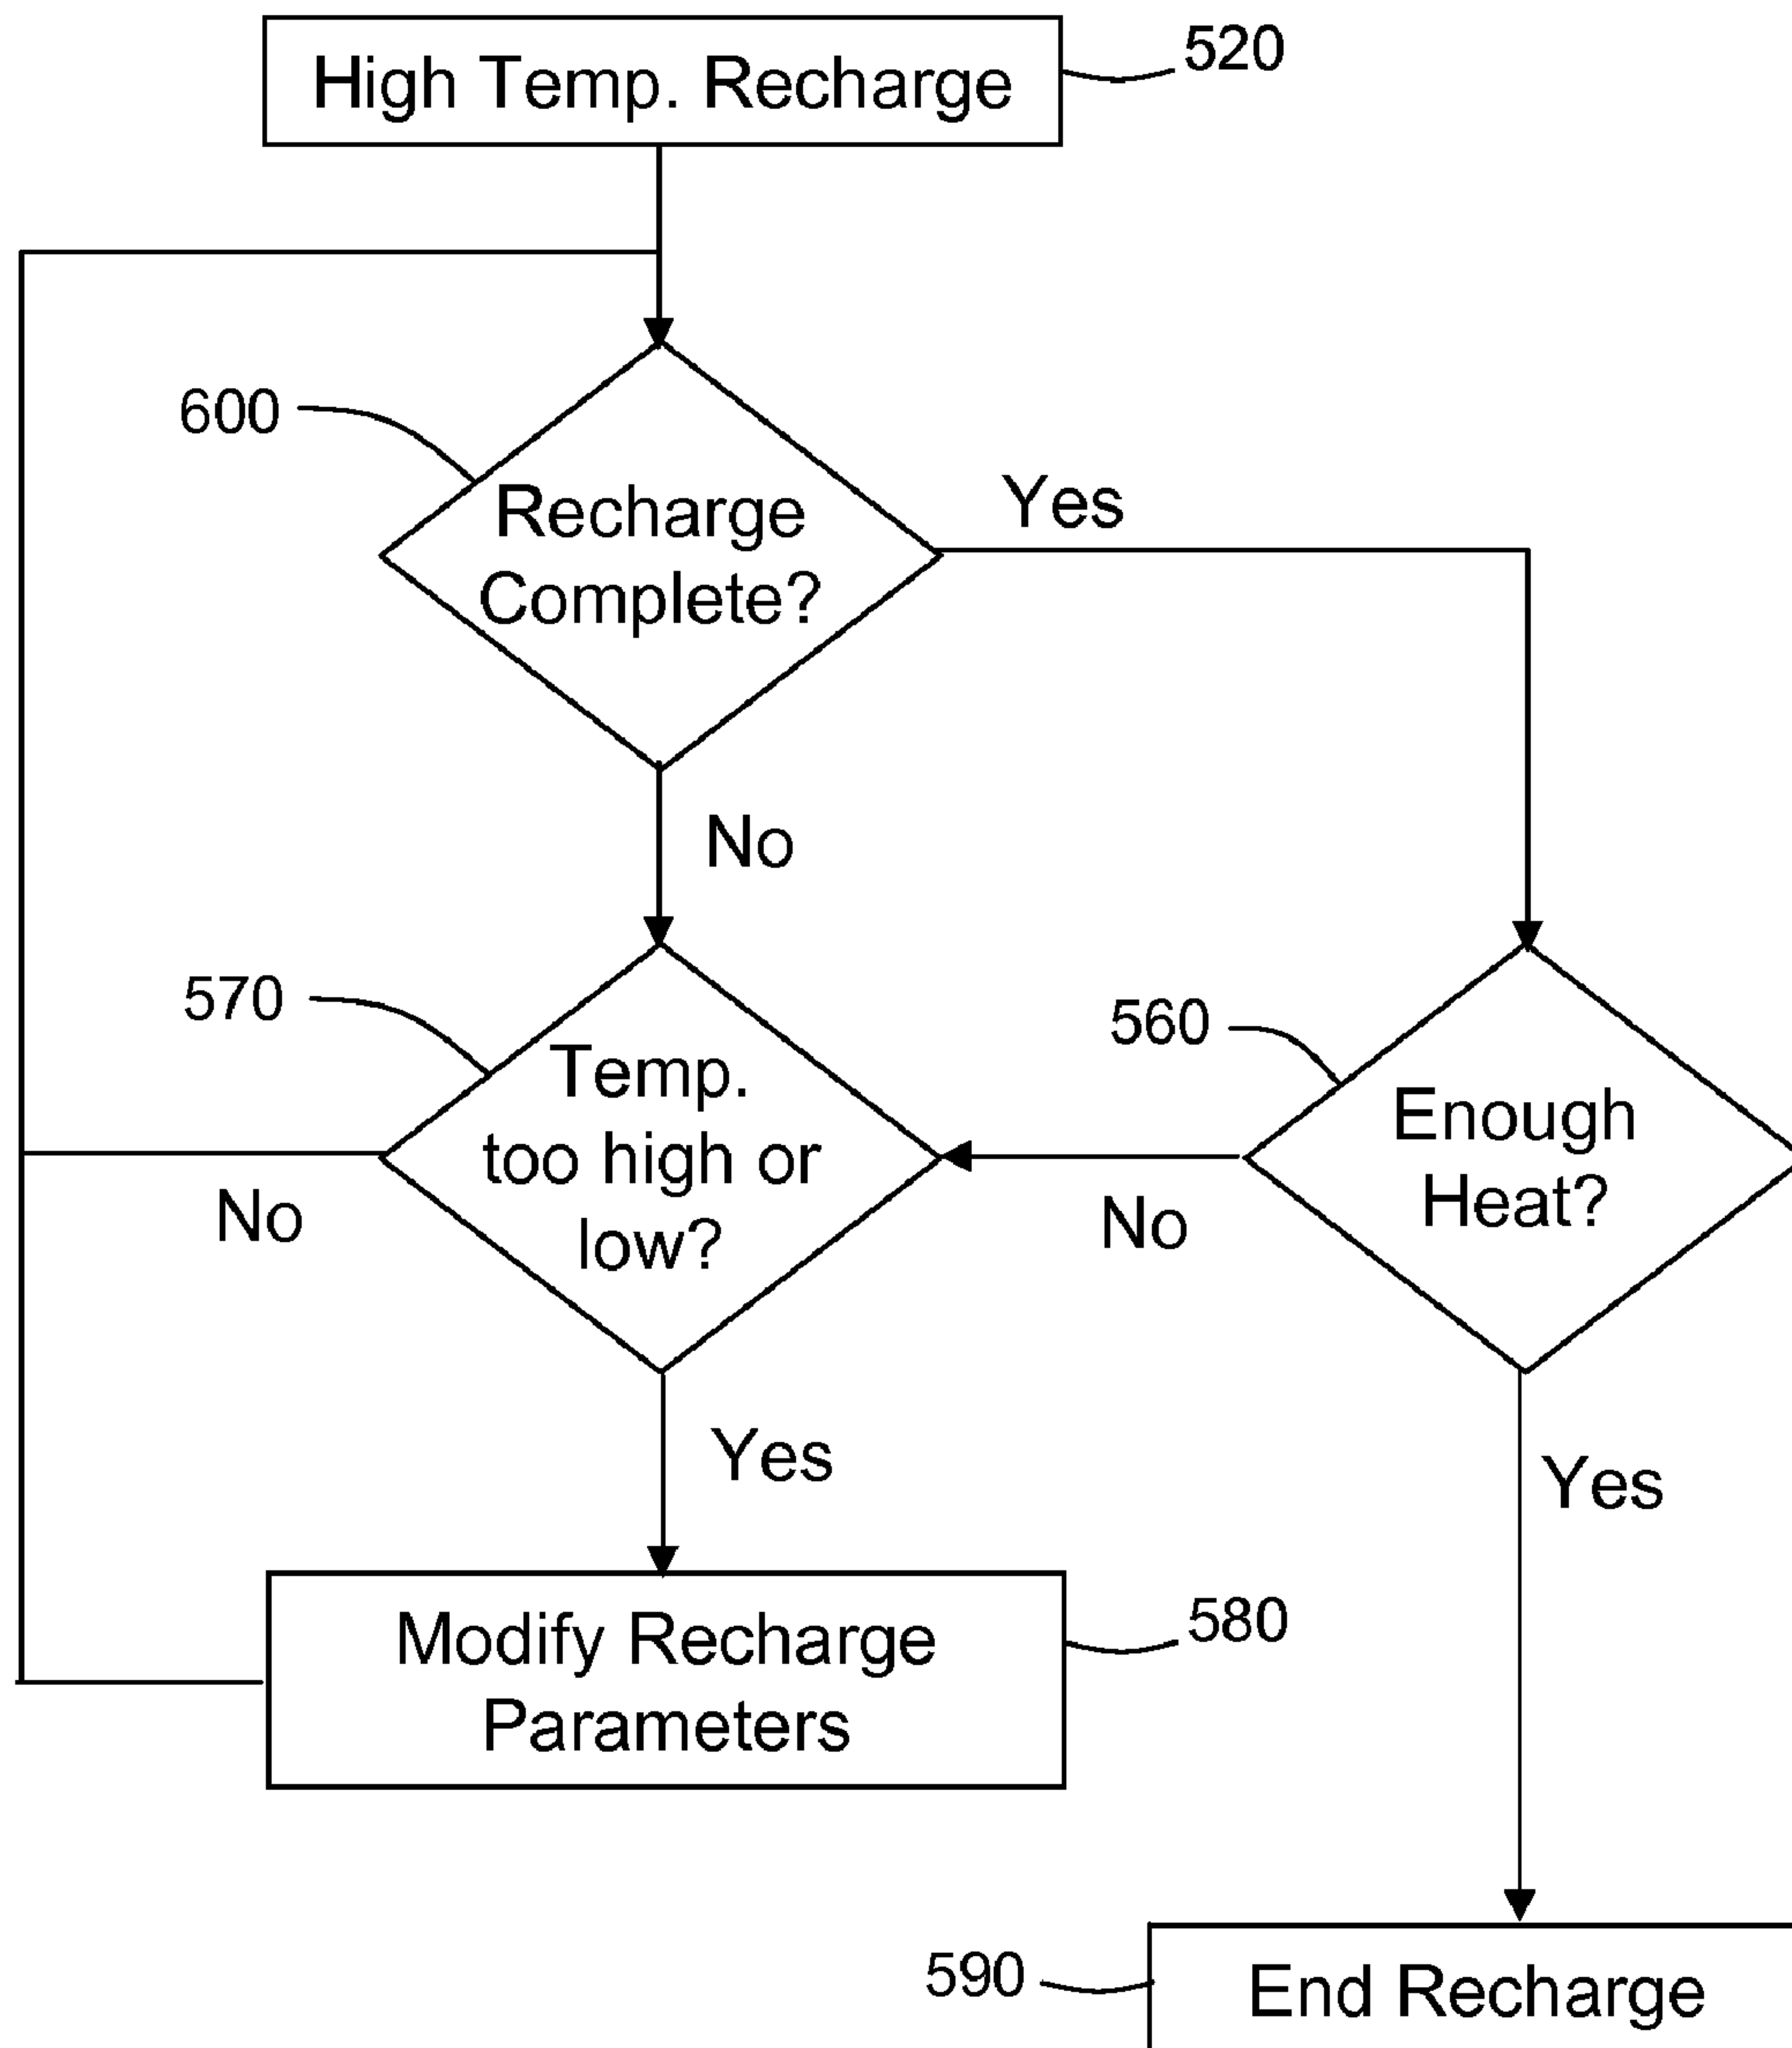 High Temp. Recharge
520
600
Recharge
Complete?
Yes
No
570
Temp.
too high or
low?
560
Enough
Heat?
No
No
Yes
Yes
Modify Recharge
Parameters
580
590
End Recharge